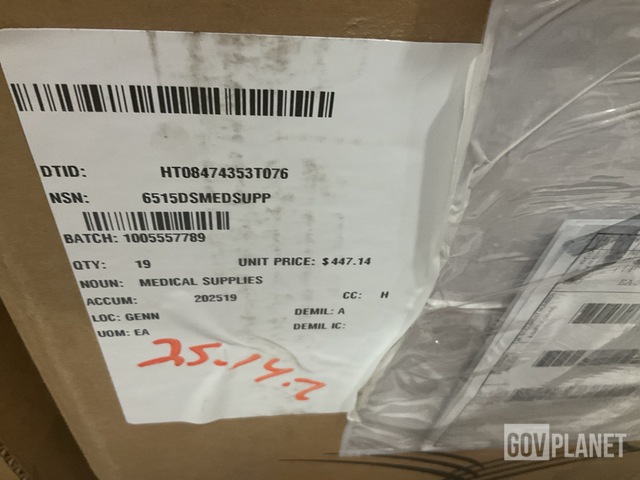 DTID: HT08474353T076
NSN: 6515DSMEDSUPP
BATCH: 1005557789
QTY: 19 UNIT PRICE: $447.14
NOUN: MEDICAL SUPPLIES
ACCUM: 202519 CC: H
LOC: GENN DEMIL: A
UOM: EA DEMIL IC:
25.14.2
GOVPLANET